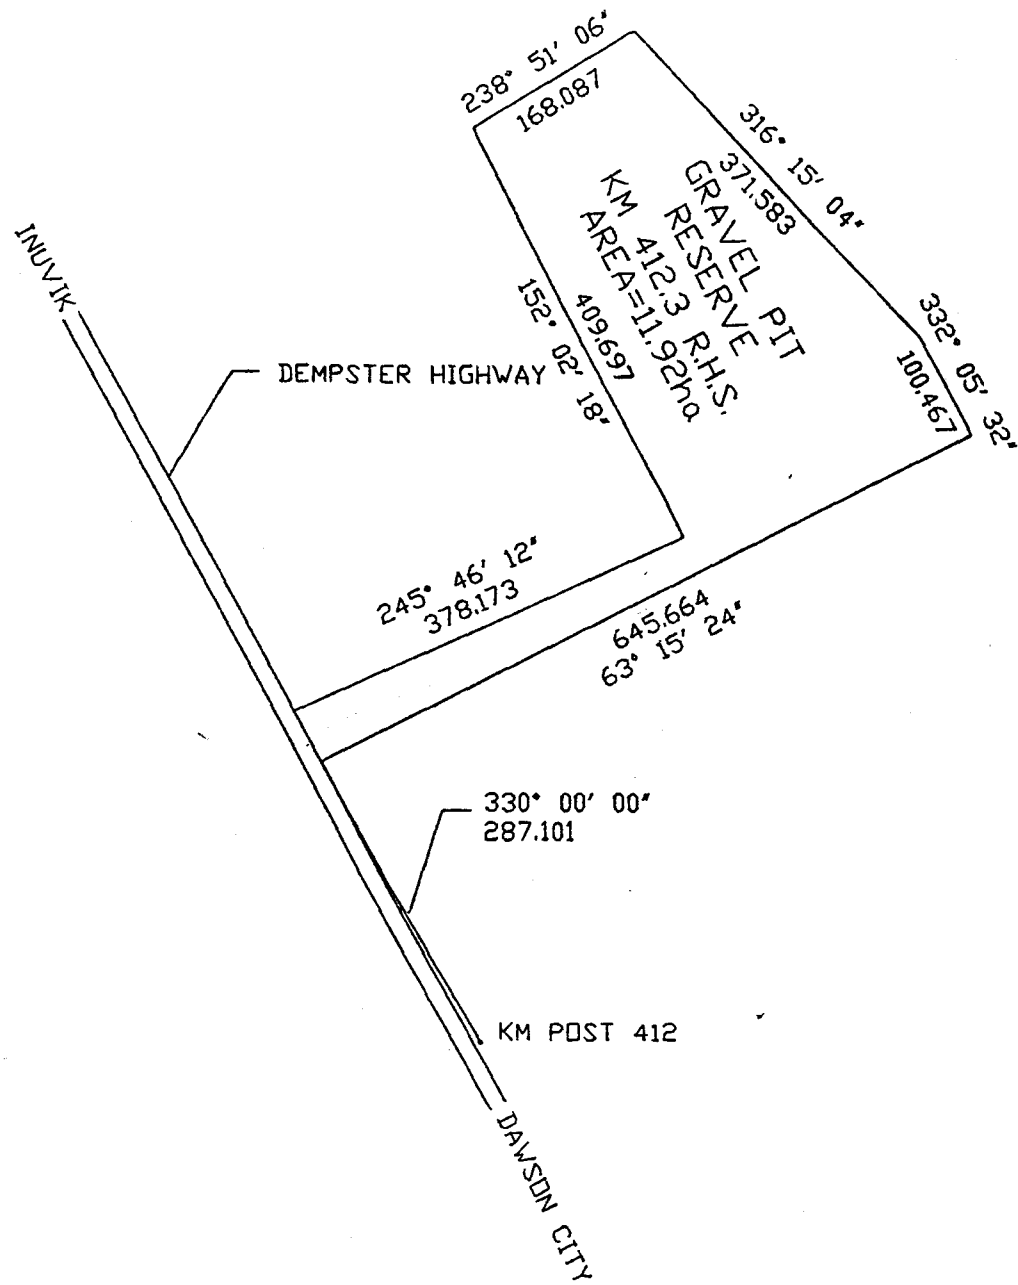 238° 51' 06"
168.087
316° 15' 04"
371.583
GRAVEL PIT
RESERVE
KM 412.3 R.H.S.
AREA=11.92ha
INUVIK
409.697
152° 02' 18"
332° 05' 32"
100.467
DEMPSTER HIGHWAY
245° 46' 12"
378.173
645.664
63° 15' 24"
330° 00' 00"
287.101
KM POST 412
DAWSON CITY